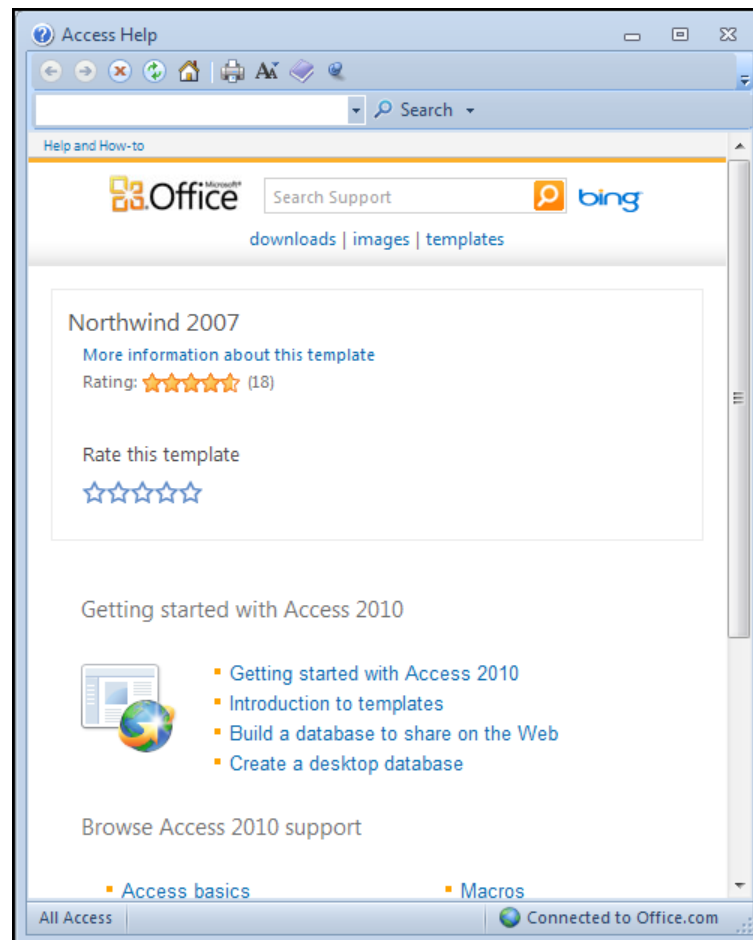 Access Help
Search
Help and How-to
Microsoft®
Office
Search Support
bing
downloads | images | templates
Northwind 2007
More information about this template
Rating: (18)
Rate this template
Getting started with Access 2010
Getting started with Access 2010
Introduction to templates
Build a database to share on the Web
Create a desktop database
Browse Access 2010 support
Access basics Macros
All Access Connected to Office.com